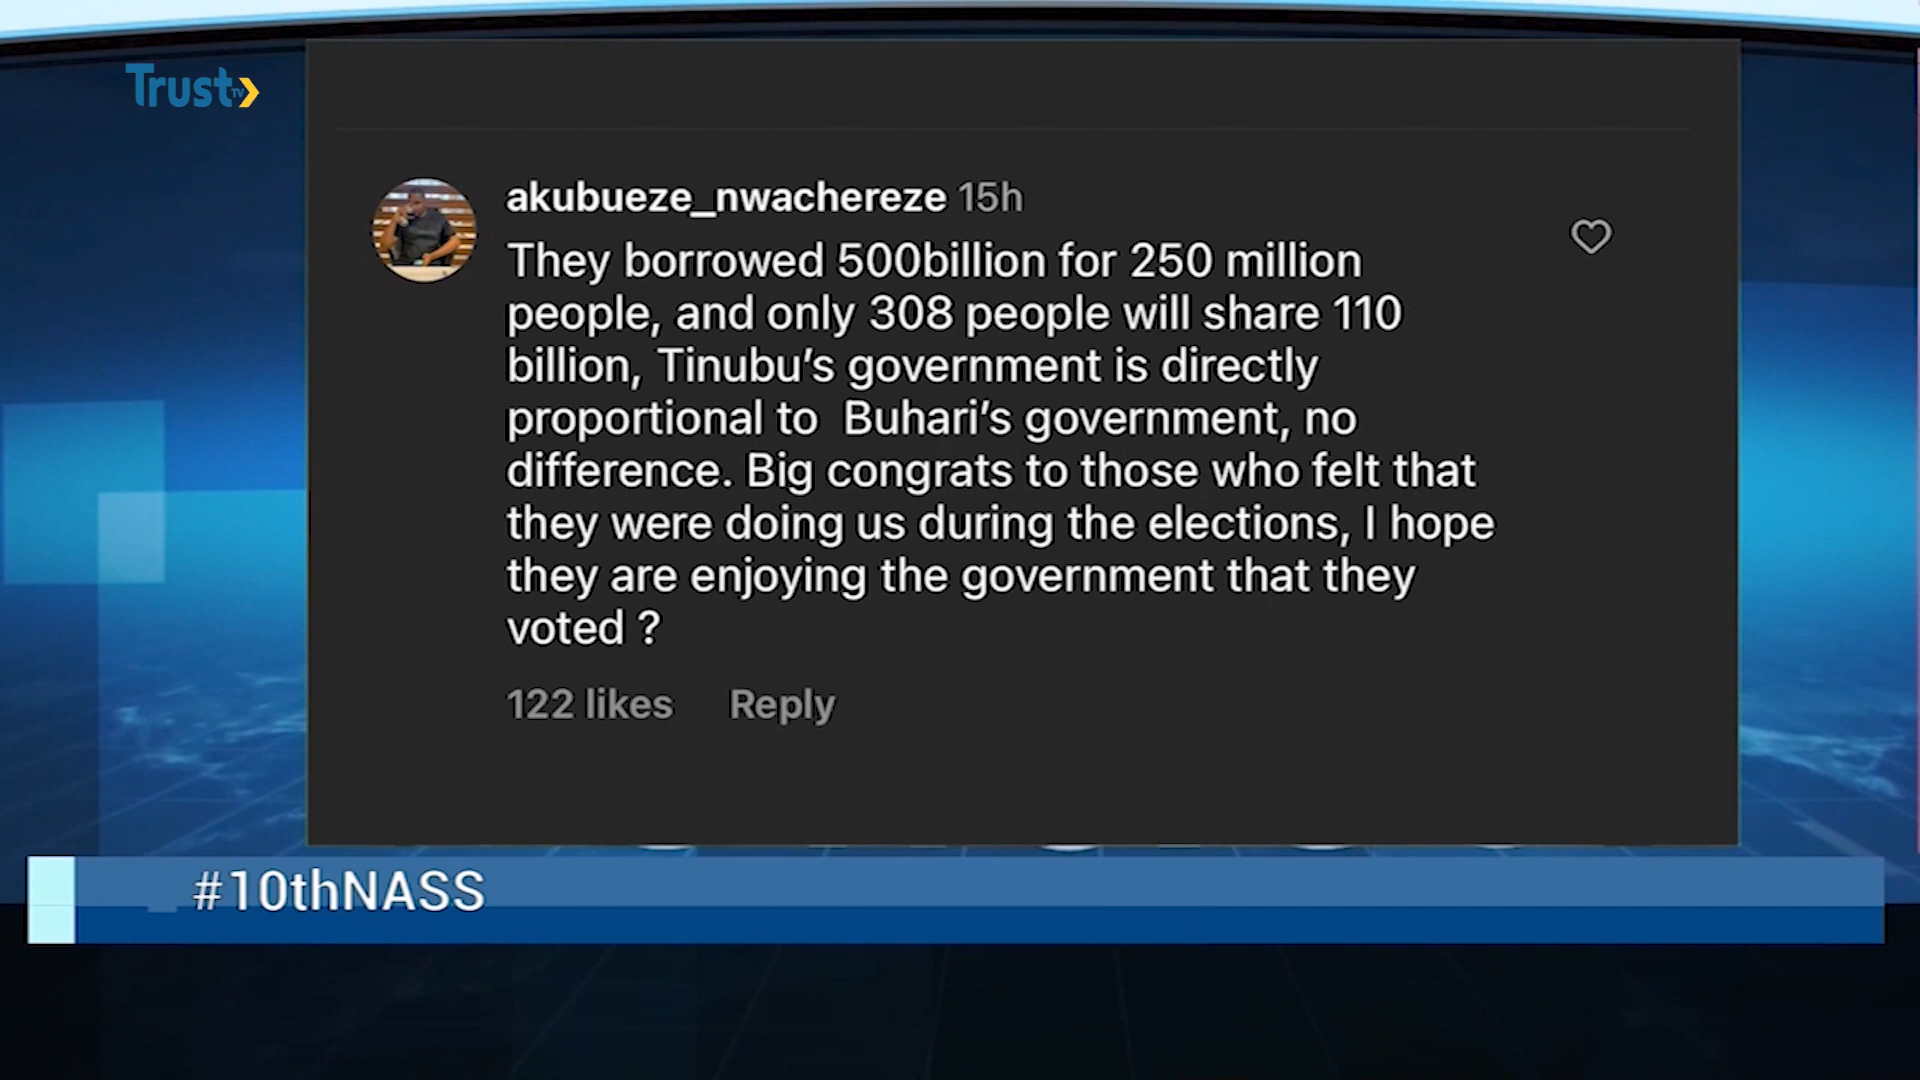 Trust TV
akubueze_nwachereze 15h
They borrowed 500billion for 250 million
people, and only 308 people will share 110
billion, Tinubu's government is directly
proportional to  Buhari's government, no
difference. Big congrats to those who felt that
they were doing us during the elections, I hope
they are enjoying the government that they
voted ?
122 likes Reply
#10thNASS